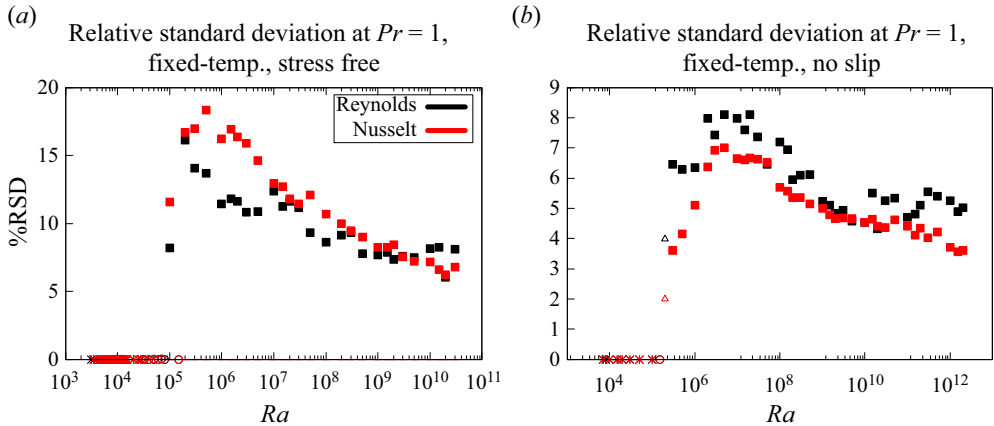 (a)
Relative standard deviation at Pr = 1,
fixed-temp., stress free
20
15
10
5
0
%RSD
Reynolds
Nusselt
10³ 10⁴ 10⁵ 10⁶ 10⁷ 10⁸ 10⁹ 10¹⁰ 10¹¹
Ra
(b)
Relative standard deviation at Pr = 1,
fixed-temp., no slip
9
8
7
6
5
4
3
2
1
0
10⁴ 10⁶ 10⁸ 10¹⁰ 10¹²
Ra